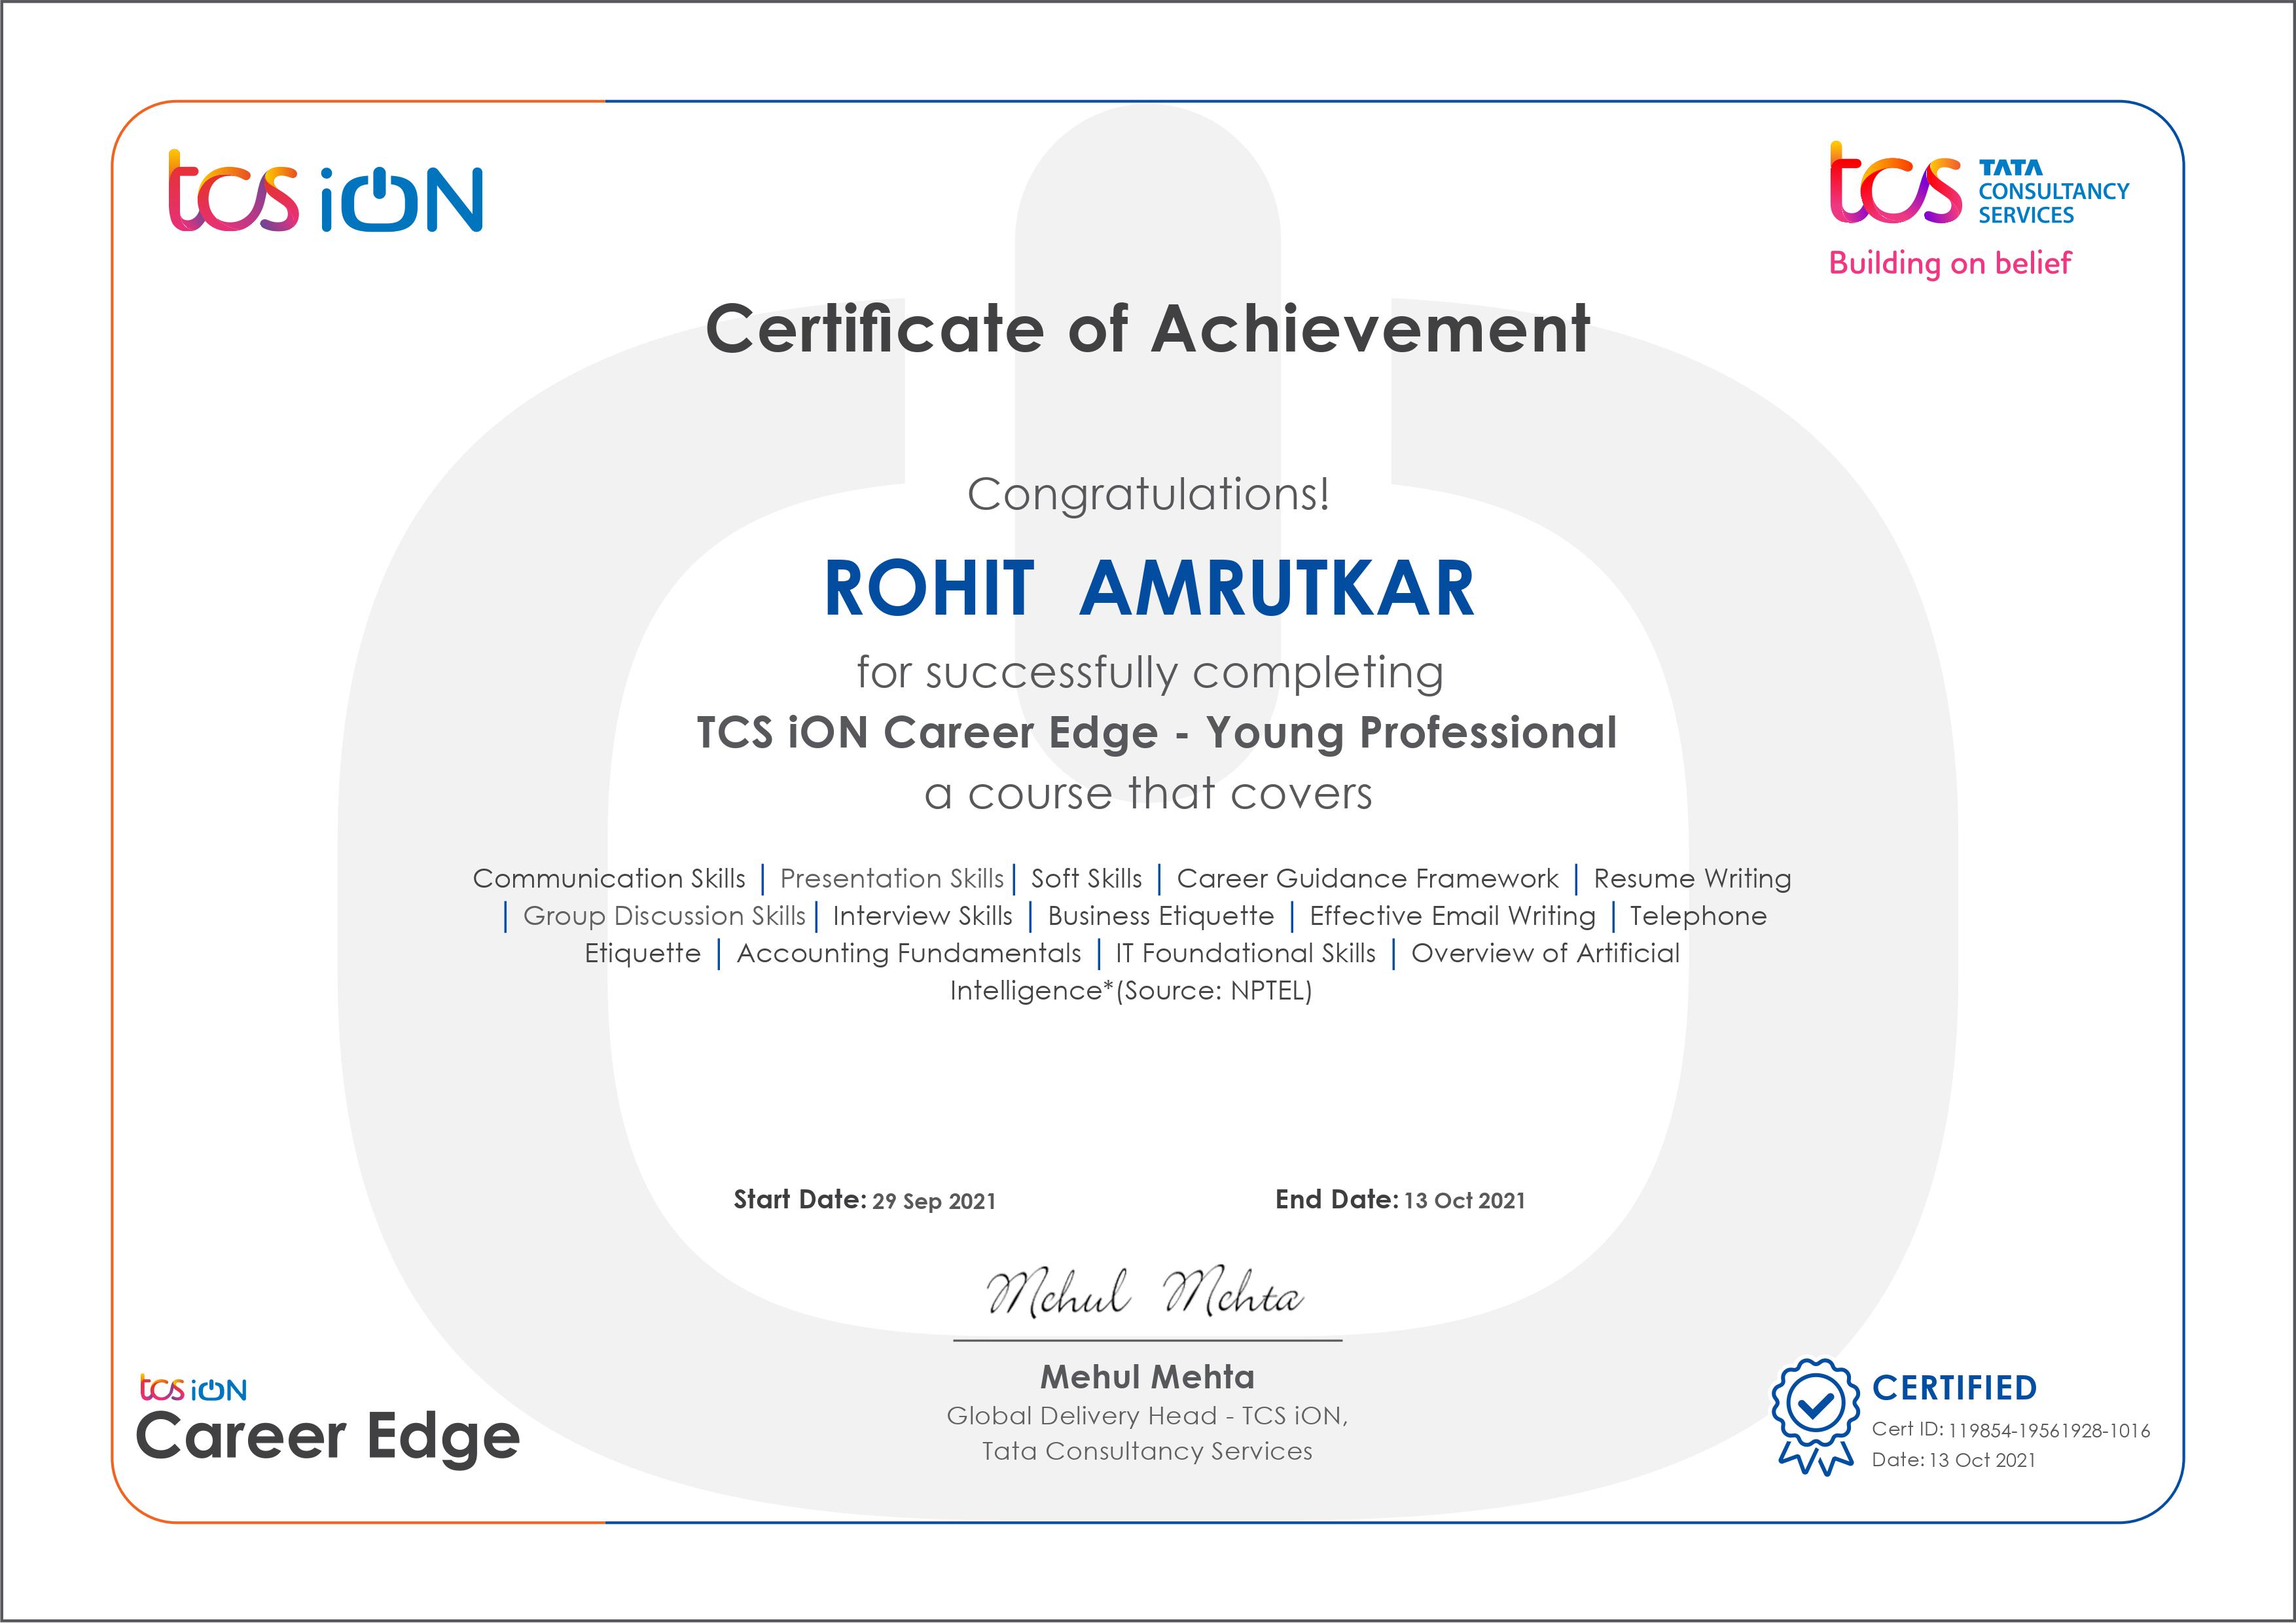 tcs iON
tcs TATA
CONSULTANCY
SERVICES
Building on belief
Certificate of Achievement
Congratulations!
ROHIT AMRUTKAR
for successfully completing
TCS iON Career Edge - Young Professional
a course that covers
Communication Skills | Presentation Skills | Soft Skills | Career Guidance Framework | Resume Writing
| Group Discussion Skills | Interview Skills | Business Etiquette | Effective Email Writing | Telephone
Etiquette | Accounting Fundamentals | IT Foundational Skills | Overview of Artificial
Intelligence*(Source: NPTEL)
Start Date: 29 Sep 2021 End Date: 13 Oct 2021
Mehul Mehta
Mehul Mehta
Global Delivery Head - TCS iON,
Tata Consultancy Services
tcs iON
Career Edge
CERTIFIED
Cert ID: 119854-19561928-1016
Date: 13 Oct 2021